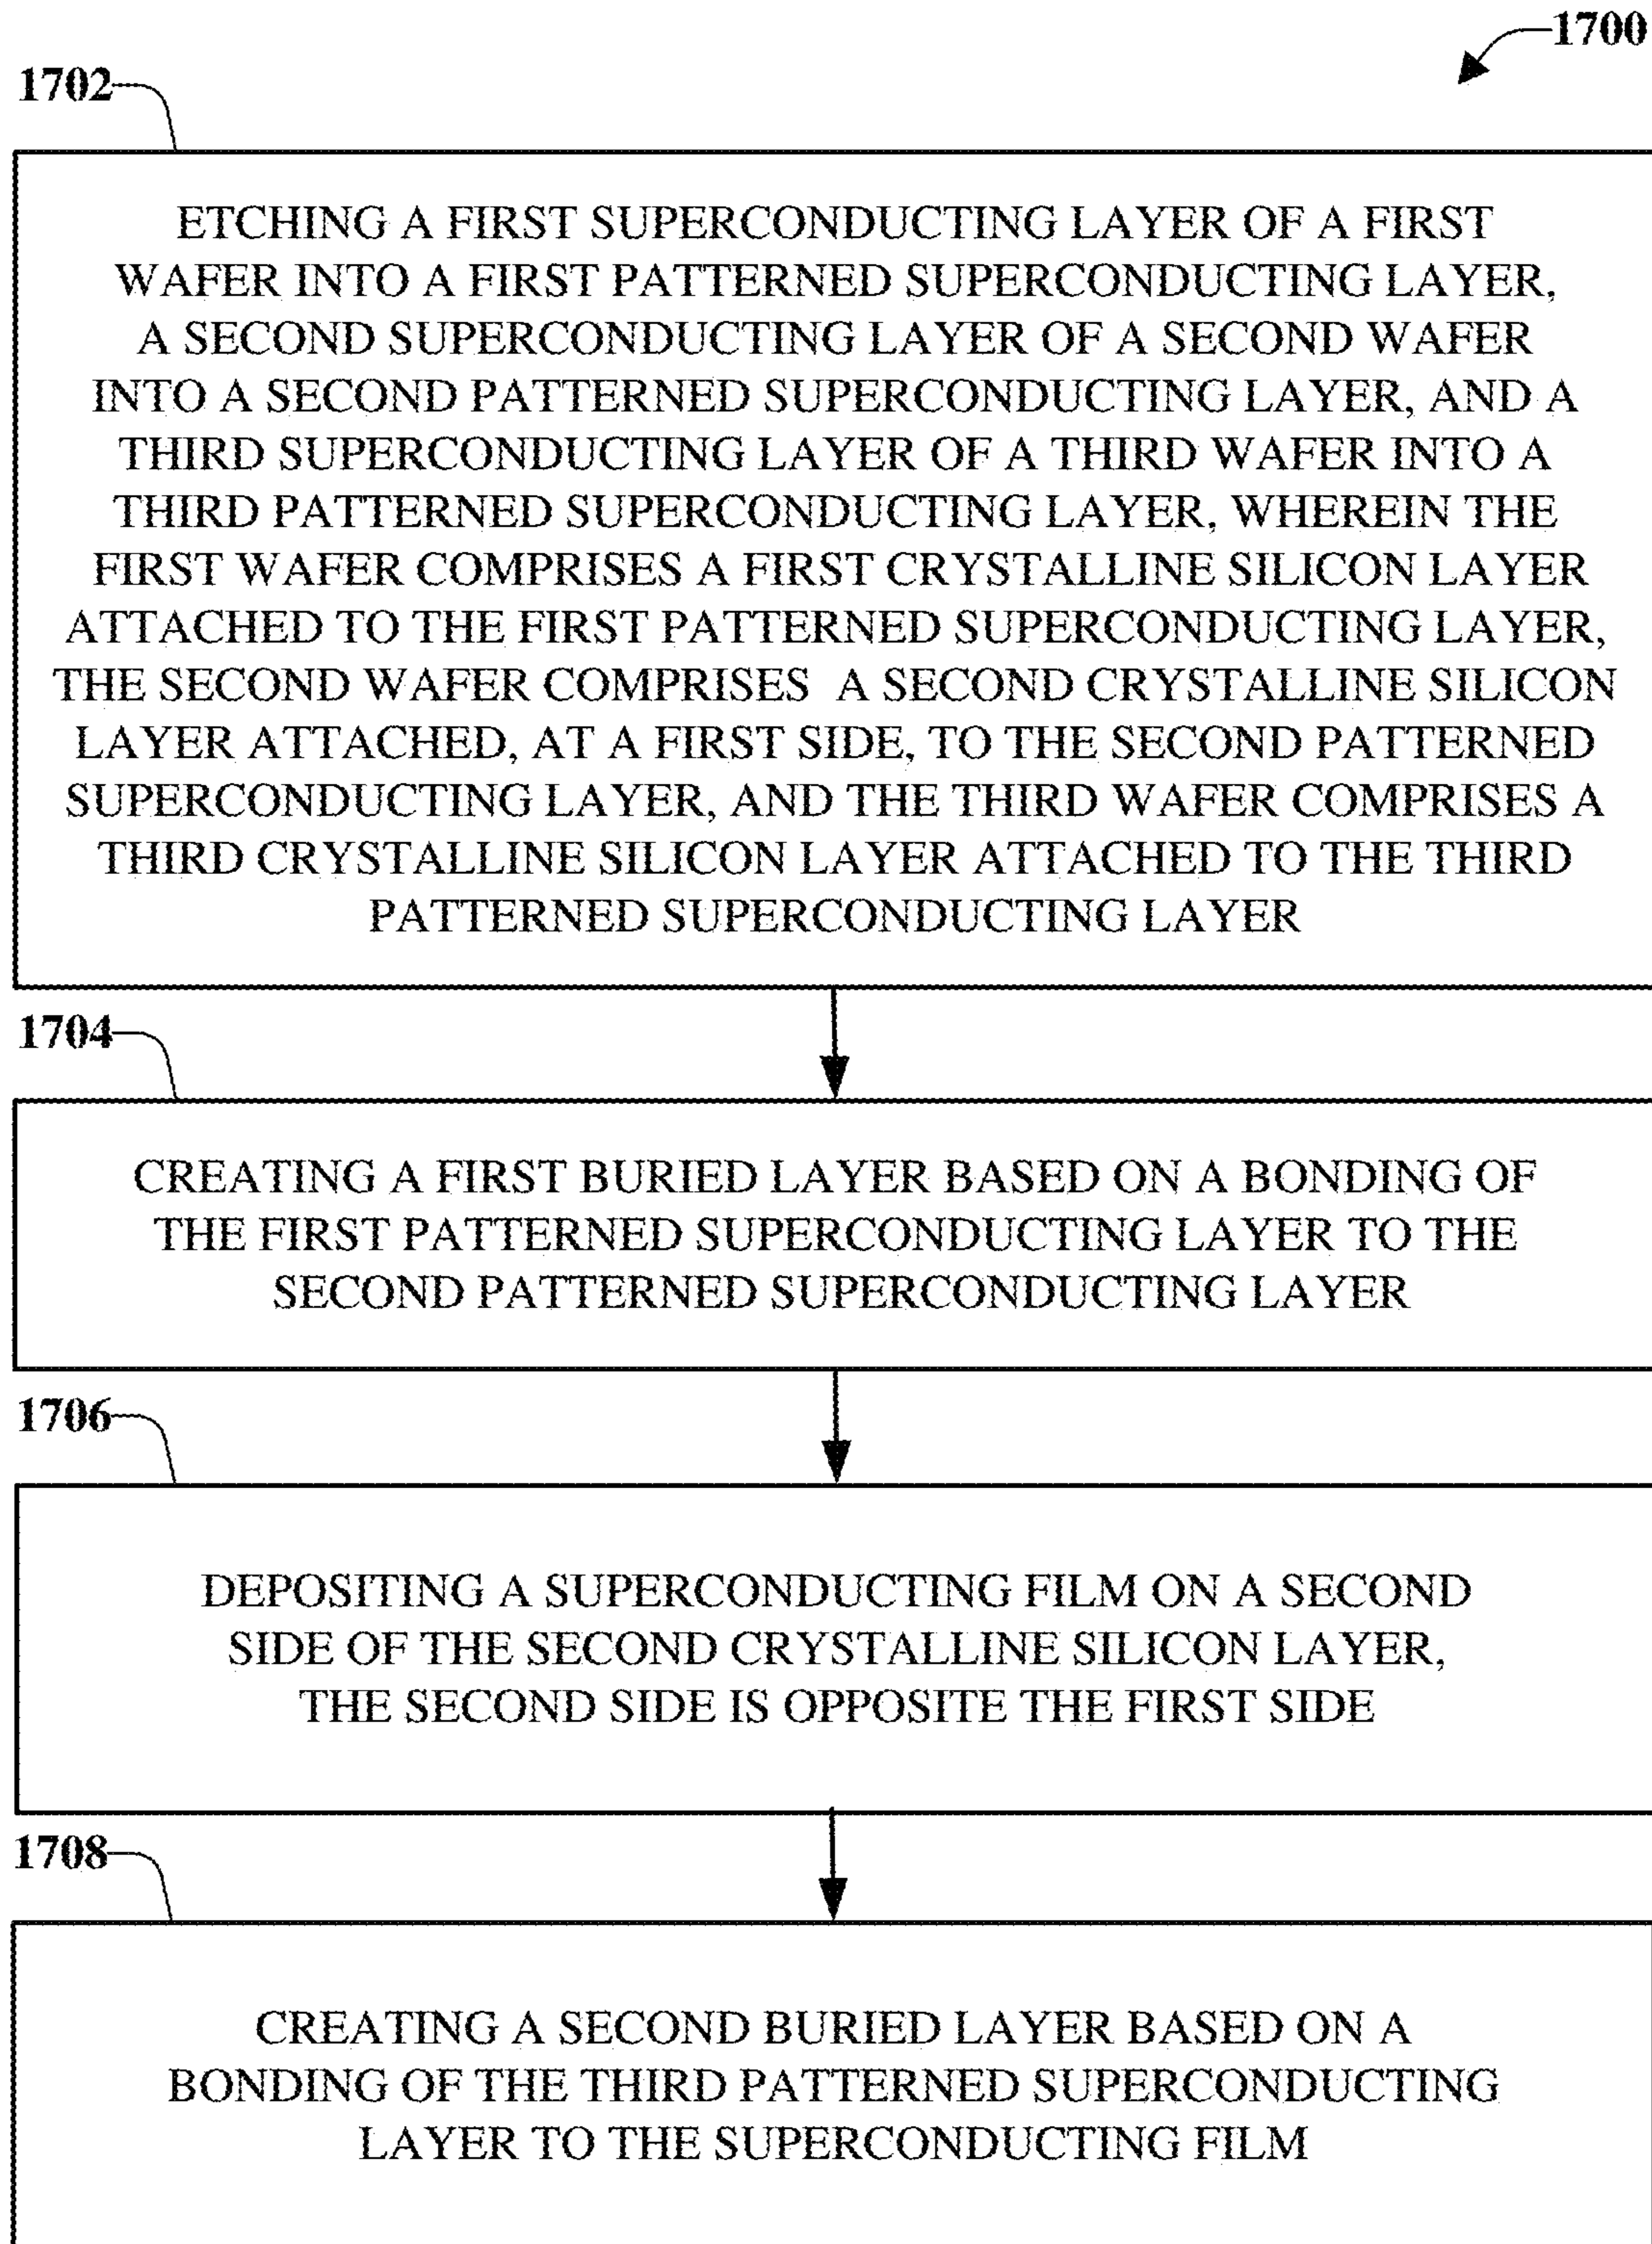 1700
1702
ETCHING A FIRST SUPERCONDUCTING LAYER OF A FIRST
WAFER INTO A FIRST PATTERNED SUPERCONDUCTING LAYER,
A SECOND SUPERCONDUCTING LAYER OF A SECOND WAFER
INTO A SECOND PATTERNED SUPERCONDUCTING LAYER, AND A
THIRD SUPERCONDUCTING LAYER OF A THIRD WAFER INTO A
THIRD PATTERNED SUPERCONDUCTING LAYER, WHEREIN THE
FIRST WAFER COMPRISES A FIRST CRYSTALLINE SILICON LAYER
ATTACHED TO THE FIRST PATTERNED SUPERCONDUCTING LAYER,
THE SECOND WAFER COMPRISES A SECOND CRYSTALLINE SILICON
LAYER ATTACHED, AT A FIRST SIDE, TO THE SECOND PATTERNED
SUPERCONDUCTING LAYER, AND THE THIRD WAFER COMPRISES A
THIRD CRYSTALLINE SILICON LAYER ATTACHED TO THE THIRD
PATTERNED SUPERCONDUCTING LAYER
1704
CREATING A FIRST BURIED LAYER BASED ON A BONDING OF
THE FIRST PATTERNED SUPERCONDUCTING LAYER TO THE
SECOND PATTERNED SUPERCONDUCTING LAYER
1706
DEPOSITING A SUPERCONDUCTING FILM ON A SECOND
SIDE OF THE SECOND CRYSTALLINE SILICON LAYER,
THE SECOND SIDE IS OPPOSITE THE FIRST SIDE
1708
CREATING A SECOND BURIED LAYER BASED ON A
BONDING OF THE THIRD PATTERNED SUPERCONDUCTING
LAYER TO THE SUPERCONDUCTING FILM